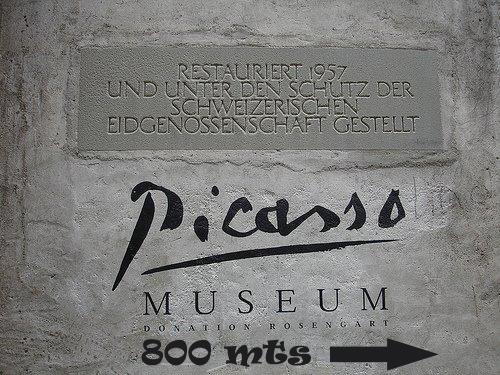 RESTAURIERT 1957
UND UNTER DEN SCHUTZ DER
SCHWEIZERISCHEN
EIDGENOSSENSCHAFT GESTELLT
Picasso
MUSEUM
DONATION ROSENGART
800 mts